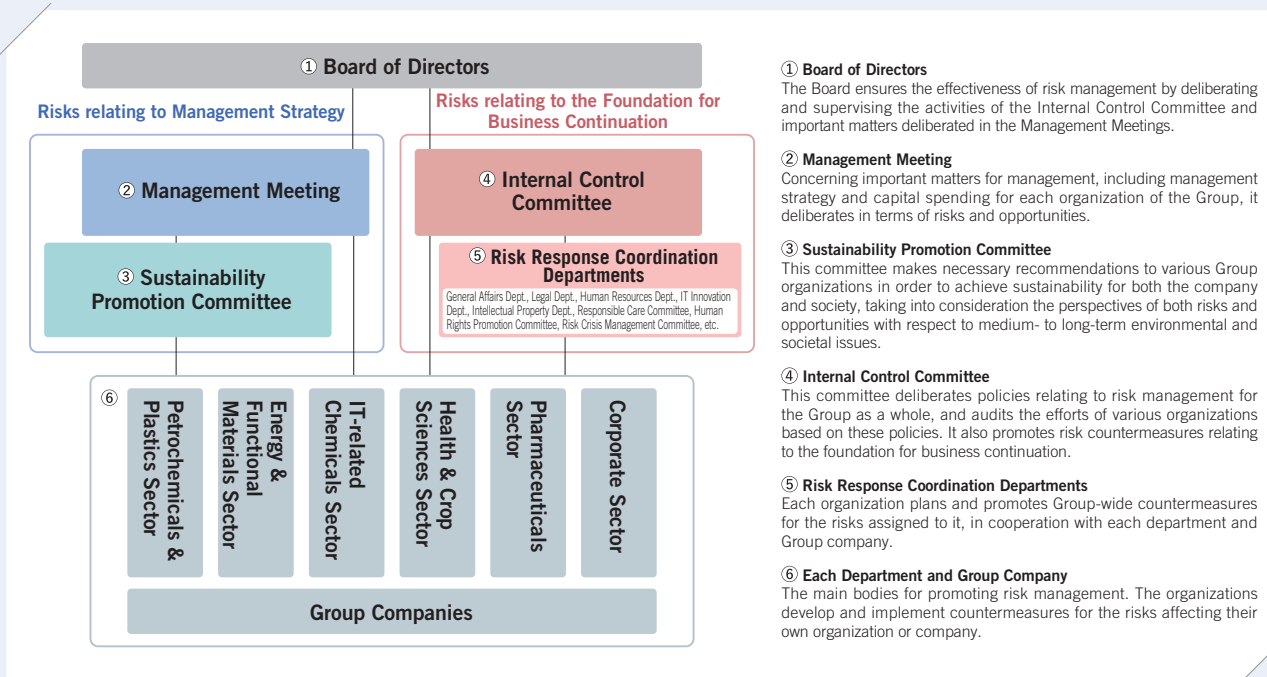 ① Board of Directors
Risks relating to Management Strategy
Risks relating to the Foundation for
Business Continuation
② Management Meeting
③ Sustainability
Promotion Committee
④ Internal Control
Committee
⑤ Risk Response Coordination
Departments
General Affairs Dept., Legal Dept., Human Resources Dept., IT Innovation
Dept., Intellectual Property Dept., Responsible Care Committee, Human
Rights Promotion Committee, Risk Crisis Management Committee, etc.
⑥
Petrochemicals &
Plastics Sector
Energy &
Functional
Materials Sector
IT-related
Chemicals Sector
Health & Crop
Sciences Sector
Pharmaceuticals
Sector
Corporate Sector
Group Companies
① Board of Directors
The Board ensures the effectiveness of risk management by deliberating
and supervising the activities of the Internal Control Committee and
important matters deliberated in the Management Meetings.
② Management Meeting
Concerning important matters for management, including management
strategy and capital spending for each organization of the Group, it
deliberates in terms of risks and opportunities.
③ Sustainability Promotion Committee
This committee makes necessary recommendations to various Group
organizations in order to achieve sustainability for both the company
and society, taking into consideration the perspectives of both risks and
opportunities with respect to medium- to long-term environmental and
societal issues.
④ Internal Control Committee
This committee deliberates policies relating to risk management for
the Group as a whole, and audits the efforts of various organizations
based on these policies. It also promotes risk countermeasures relating
to the foundation for business continuation.
⑤ Risk Response Coordination Departments
Each organization plans and promotes Group-wide countermeasures
for the risks assigned to it, in cooperation with each department and
Group company.
⑥ Each Department and Group Company
The main bodies for promoting risk management. The organizations
develop and implement countermeasures for the risks affecting their
own organization or company.